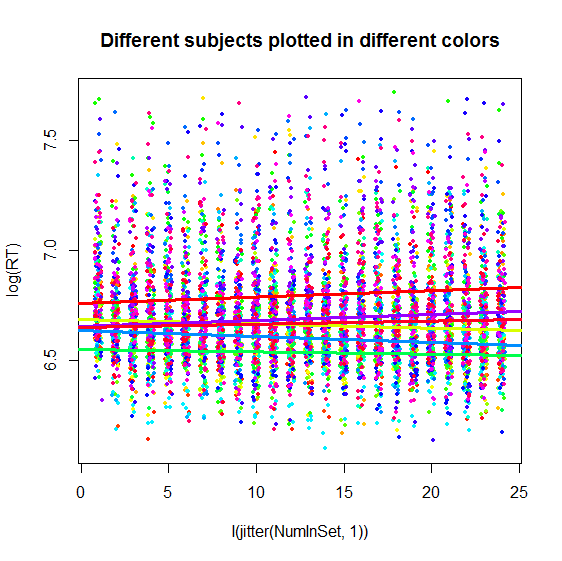 Different subjects plotted in different colors
log(RT)
7.5
7.0
6.5
0 5 10 15 20 25
I(jitter(NumInSet, 1))